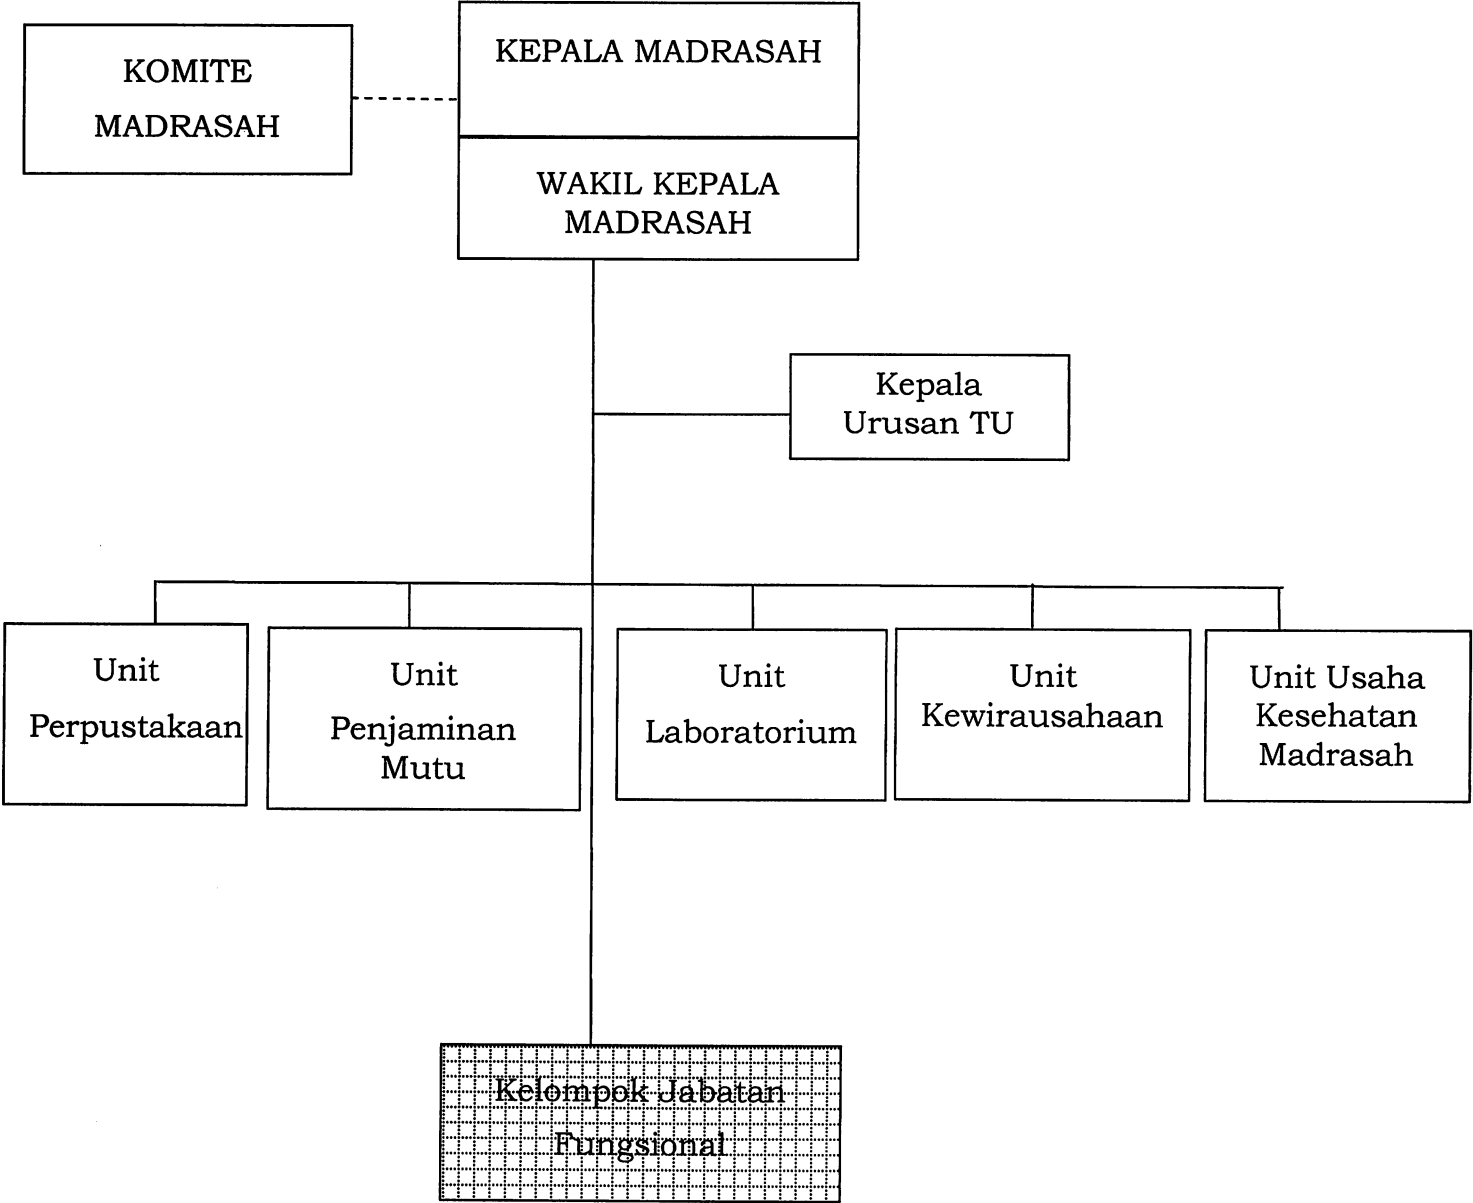 KOMITE
MADRASAH
KEPALA MADRASAH
WAKIL KEPALA
MADRASAH
Kepala
Urusan TU
Unit
Perpustakaan
Unit
Penjaminan
Mutu
Unit
Laboratorium
Unit
Kewirausahaan
Unit Usaha
Kesehatan
Madrasah
Kelompok Jabatan
Fungsional